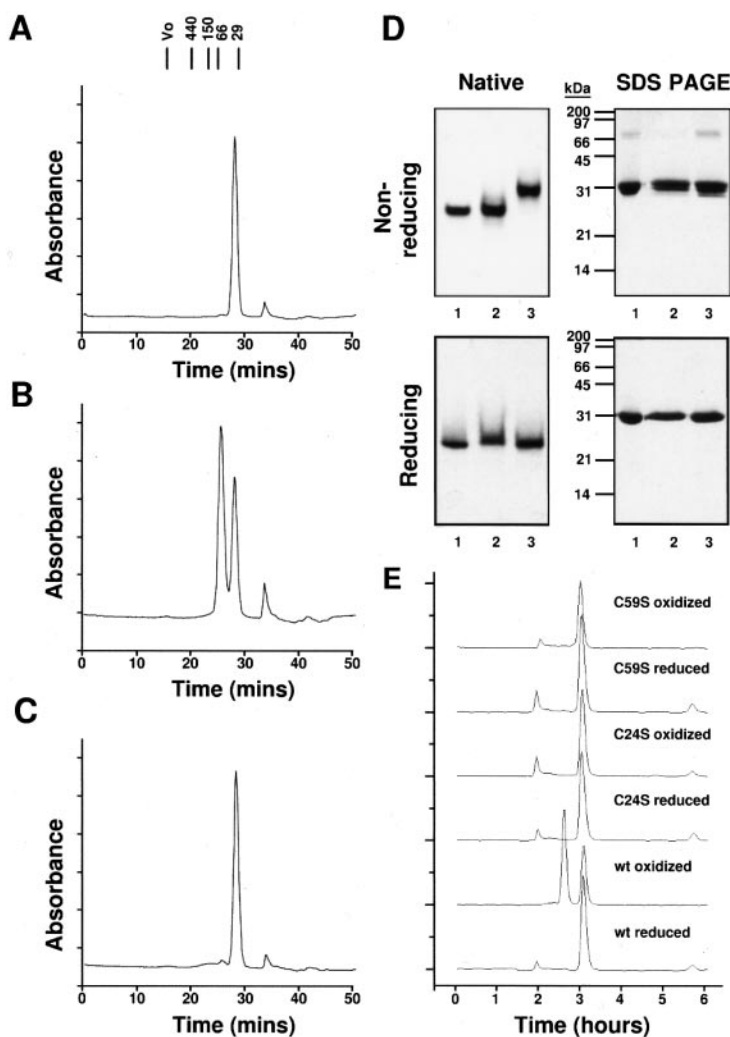 A
Vo
440
150
66
29
Absorbance
0 10 20 30 40 50
Time (mins)
B
Absorbance
0 10 20 30 40 50
Time (mins)
C
Absorbance
0 10 20 30 40 50
Time (mins)
D
Native
kDa
SDS PAGE
Non-
reducing
200
97
66
45
31
21
14
1 2 3
1 2 3
Reducing
200
97
66
45
31
21
14
1 2 3
1 2 3
E
C59S oxidized
C59S reduced
C24S oxidized
C24S reduced
wt oxidized
wt reduced
0 1 2 3 4 5 6
Time (hours)